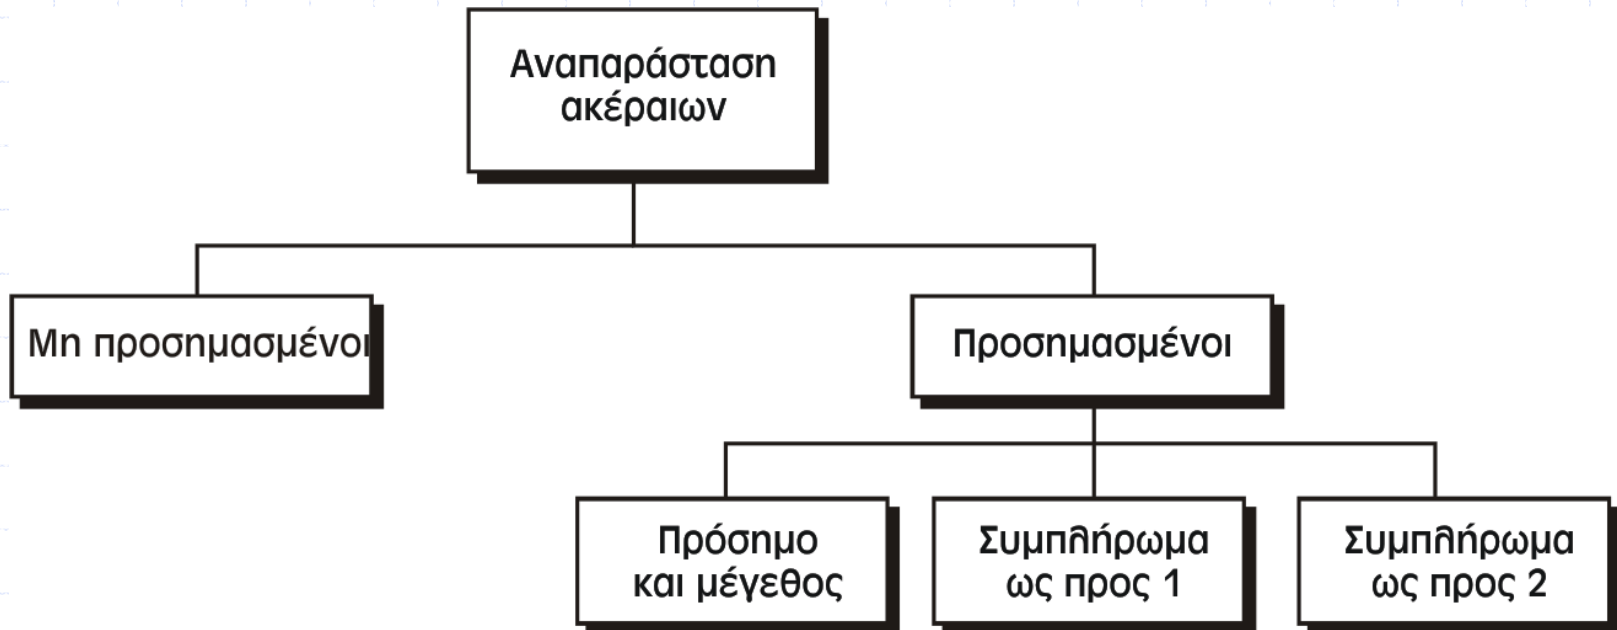 Αναπαράσταση
ακέραιων
Μη προσημασμένοι
Προσημασμένοι
Πρόσημο
και μέγεθος
Συμπλήρωμα
ως προς 1
Συμπλήρωμα
ως προς 2